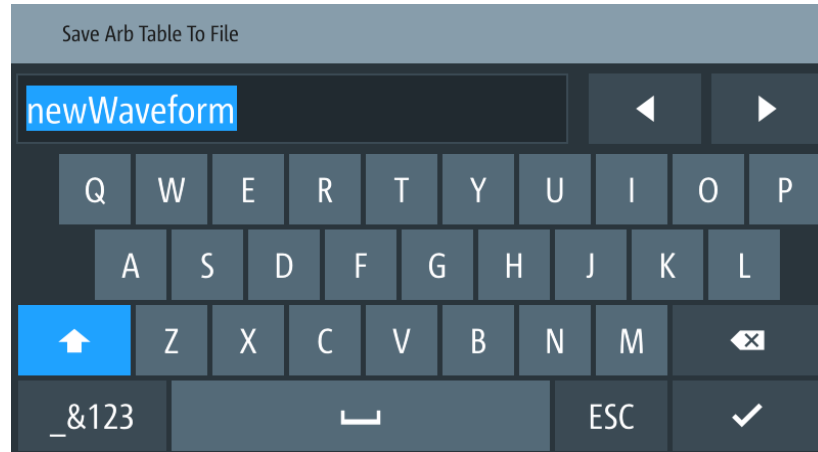 Save Arb Table To File
newWaveform
Q W E R T Y U I O P
A S D F G H J K L
Z X C V B N M
_&123 ESC